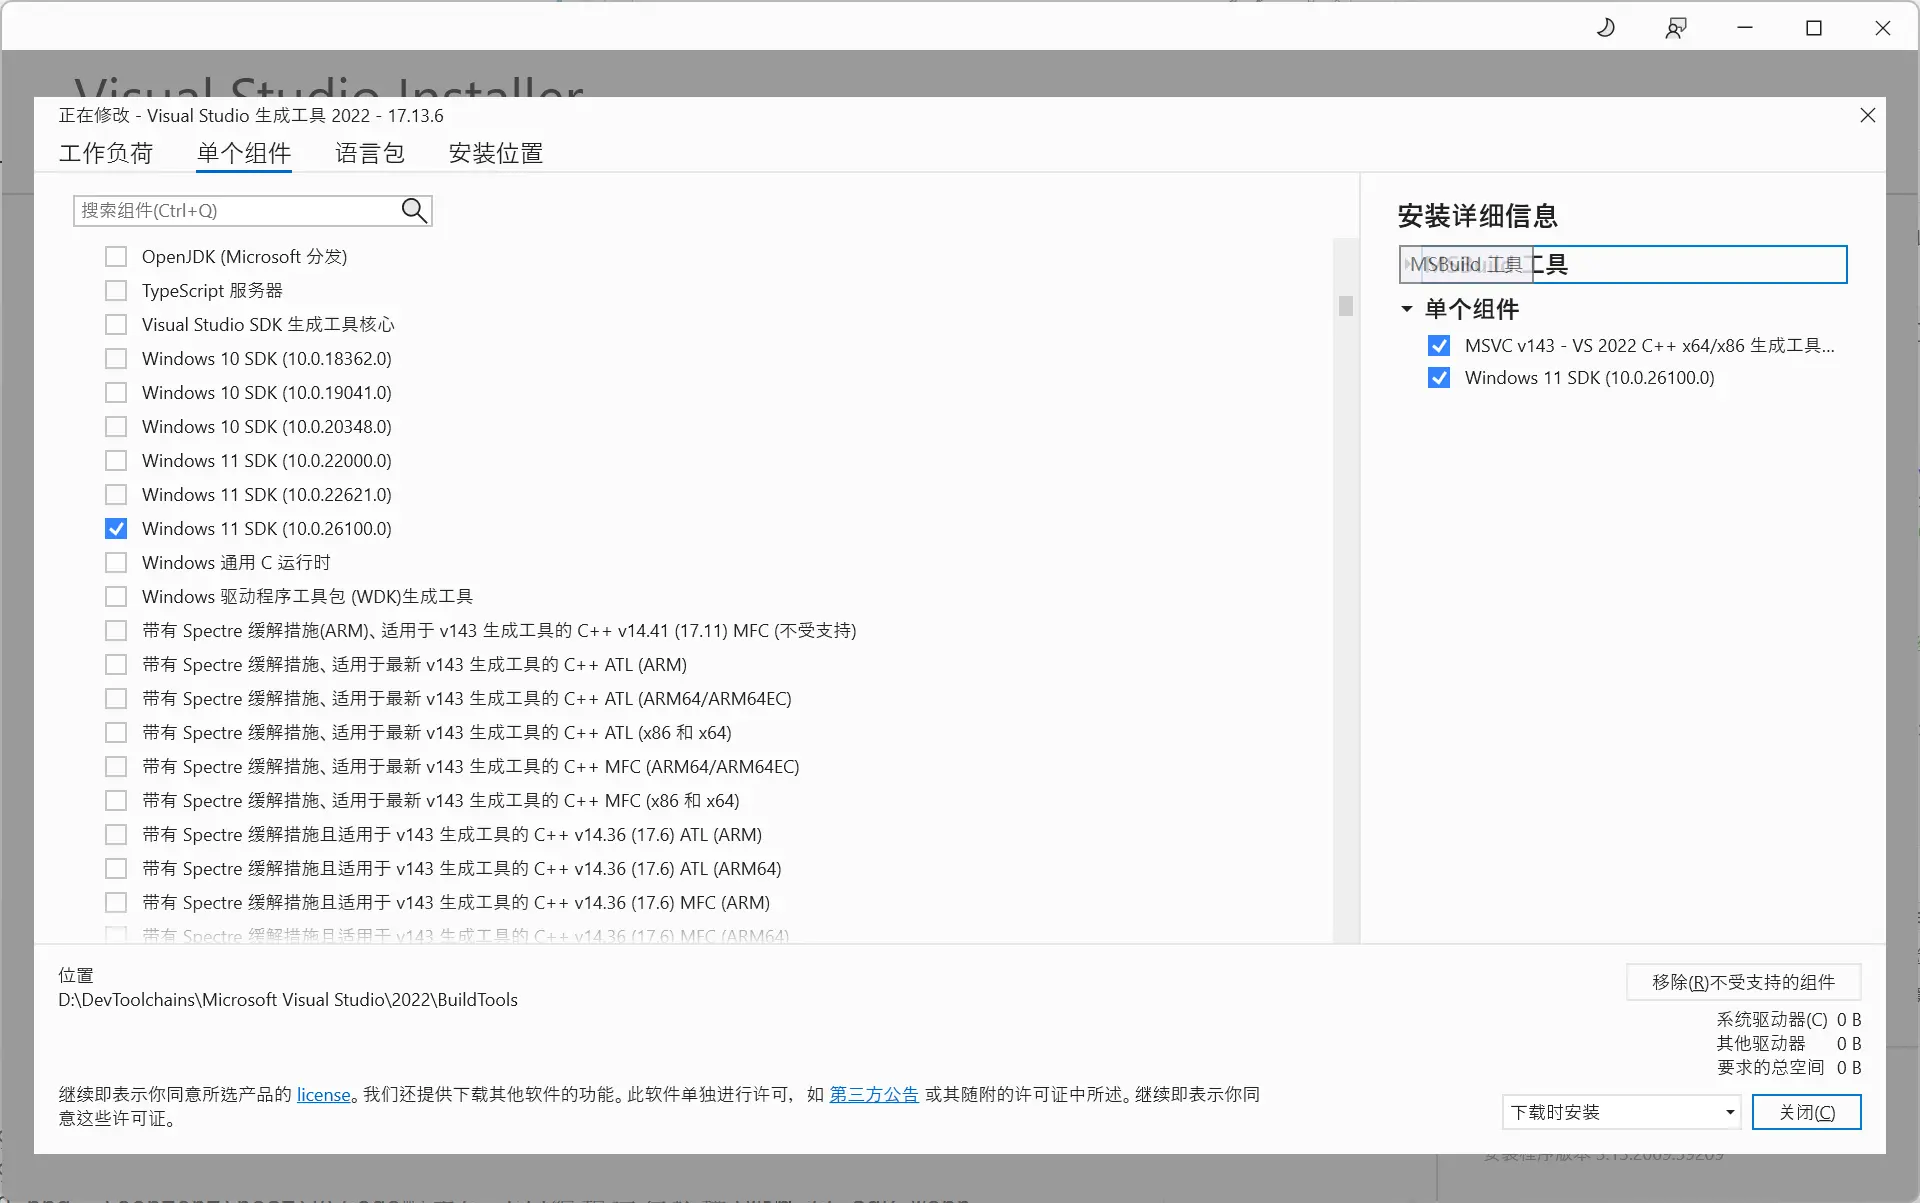 Visual Studio Installer
正在修改 - Visual Studio 生成工具 2022 - 17.13.6
工作负荷 单个组件 语言包 安装位置
搜索组件(Ctrl+Q)
OpenJDK (Microsoft 分发)
TypeScript 服务器
Visual Studio SDK 生成工具核心
Windows 10 SDK (10.0.18362.0)
Windows 10 SDK (10.0.19041.0)
Windows 10 SDK (10.0.20348.0)
Windows 11 SDK (10.0.22000.0)
Windows 11 SDK (10.0.22621.0)
Windows 11 SDK (10.0.26100.0)
Windows 通用 C 运行时
Windows 驱动程序工具包 (WDK)生成工具
带有 Spectre 缓解措施(ARM)、适用于 v143 生成工具的 C++ v14.41 (17.11) MFC (不受支持)
带有 Spectre 缓解措施、适用于最新 v143 生成工具的 C++ ATL (ARM)
带有 Spectre 缓解措施、适用于最新 v143 生成工具的 C++ ATL (ARM64/ARM64EC)
带有 Spectre 缓解措施、适用于最新 v143 生成工具的 C++ ATL (x86 和 x64)
带有 Spectre 缓解措施、适用于最新 v143 生成工具的 C++ MFC (ARM64/ARM64EC)
带有 Spectre 缓解措施、适用于最新 v143 生成工具的 C++ MFC (x86 和 x64)
带有 Spectre 缓解措施且适用于 v143 生成工具的 C++ v14.36 (17.6) ATL (ARM)
带有 Spectre 缓解措施且适用于 v143 生成工具的 C++ v14.36 (17.6) ATL (ARM64)
带有 Spectre 缓解措施且适用于 v143 生成工具的 C++ v14.36 (17.6) MFC (ARM)
带有 Spectre 缓解措施且适用于 v143 生成工具的 C++ v14.36 (17.6) MFC (ARM64)
安装详细信息
MSBuild 工具
单个组件
MSVC v143 - VS 2022 C++ x64/x86 生成工具...
Windows 11 SDK (10.0.26100.0)
位置
D:\DevToolchains\Microsoft Visual Studio\2022\BuildTools
移除(R)不受支持的组件
系统驱动器(C) 0 B
其他驱动器 0 B
要求的总空间 0 B
继续即表示你同意所选产品的 license。我们还提供下载其他软件的功能。此软件单独进行许可，如 第三方公告 或其随附的许可证中所述。继续即表示你同
意这些许可证。
下载时安装 关闭(C)